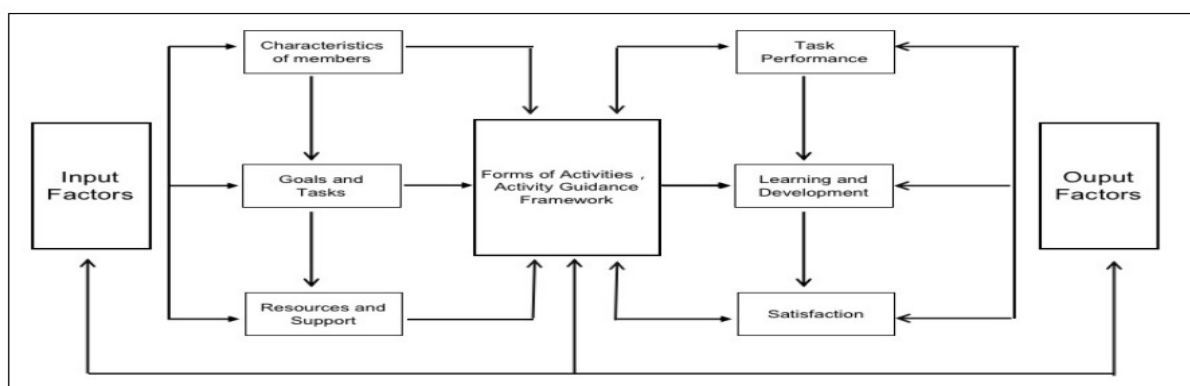 Input
Factors
Characteristics
of members
Goals and
Tasks
Resources and
Support
Forms of Activities ,
Activity Guidance
Framework
Task
Performance
Learning and
Development
Satisfaction
Ouput
Factors